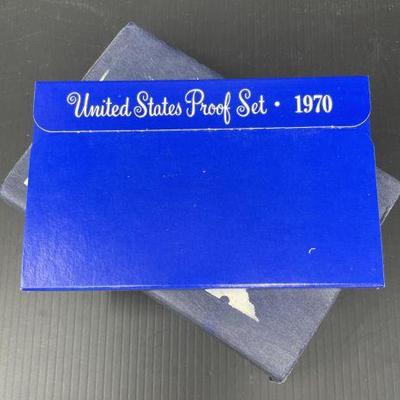 United States Proof Set • 1970